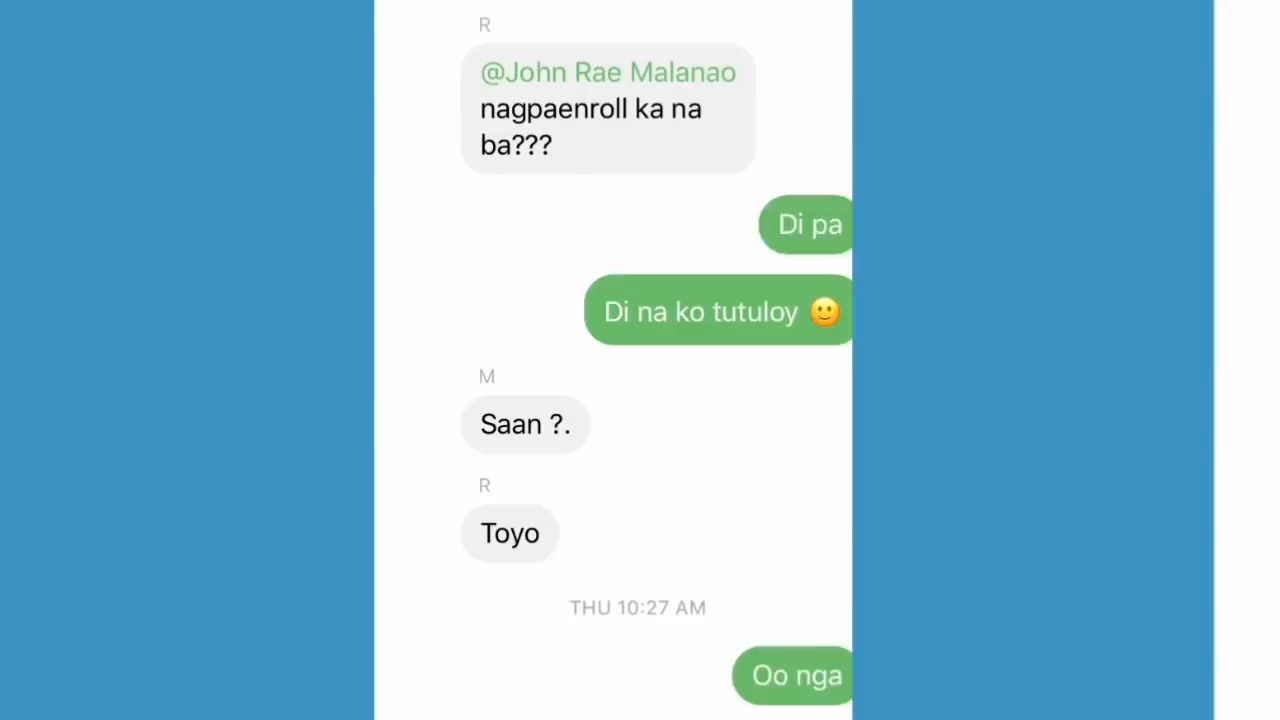 R
@John Rae Malanao
nagpaenroll ka na
ba???
Di pa
Di na ko tutuloy 🙂
M
Saan ?.
R
Toyo
THU 10:27 AM
Oo nga